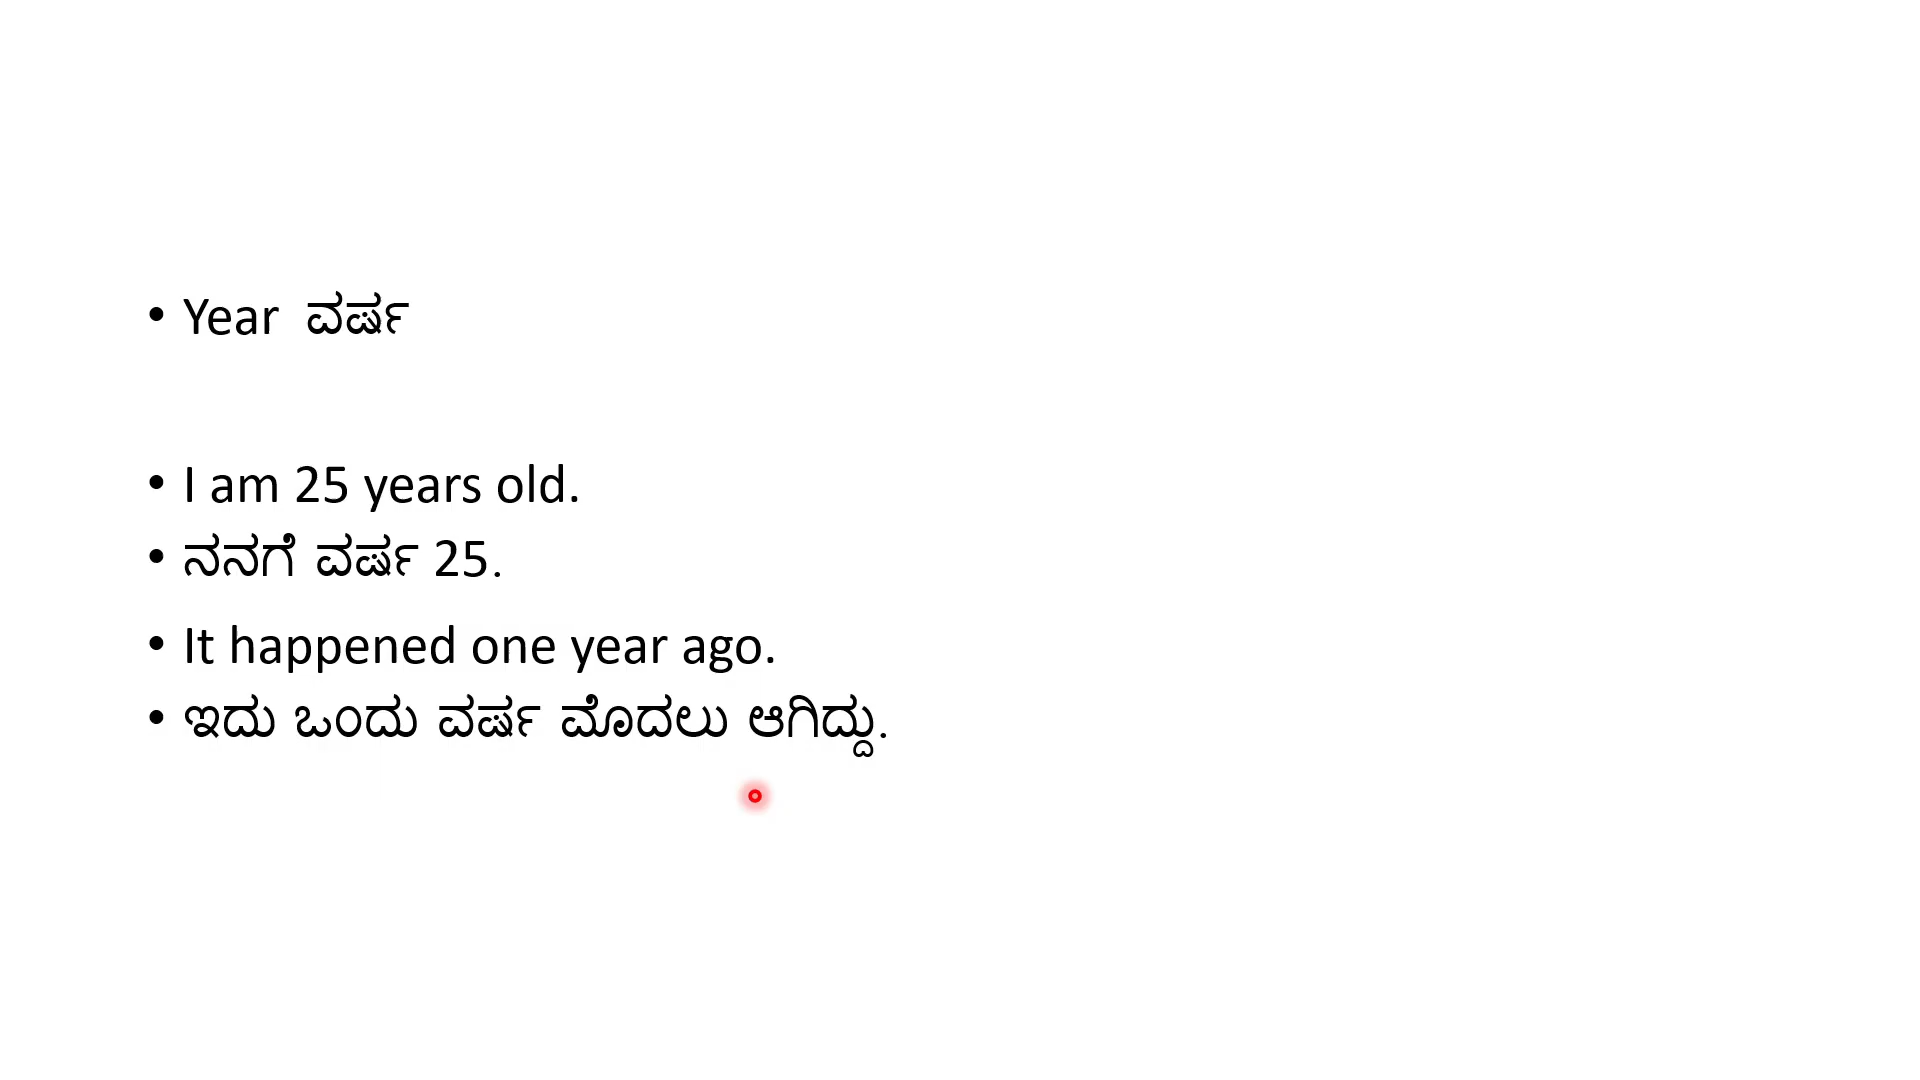 • Year ವರ್ಷ
• I am 25 years old.
• ನನಗೆ ವರ್ಷ 25.
• It happened one year ago.
• ಇದು ಒಂದು ವರ್ಷ ಮೊದಲು ಆಗಿದ್ದು.